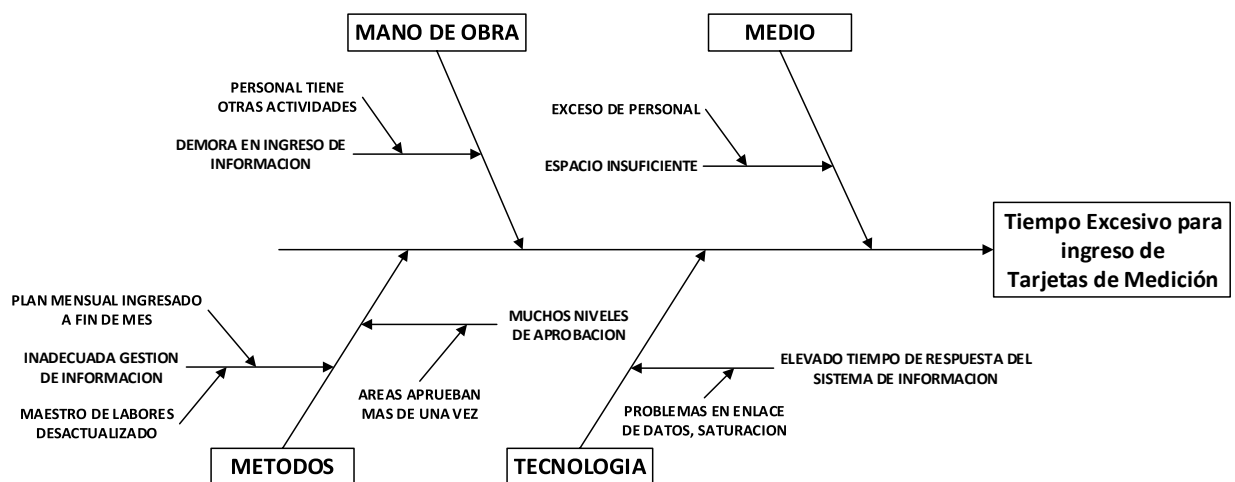 MANO DE OBRA
MEDIO
PERSONAL TIENE
OTRAS ACTIVIDADES
DEMORA EN INGRESO DE
INFORMACION
EXCESO DE PERSONAL
ESPACIO INSUFICIENTE
Tiempo Excesivo para
ingreso de
Tarjetas de Medición
PLAN MENSUAL INGRESADO
A FIN DE MES
INADECUADA GESTION
DE INFORMACION
MAESTRO DE LABORES
DESACTUALIZADO
MUCHOS NIVELES
DE APROBACION
AREAS APRUEBAN
MAS DE UNA VEZ
ELEVADO TIEMPO DE RESPUESTA DEL
SISTEMA DE INFORMACION
PROBLEMAS EN ENLACE
DE DATOS, SATURACION
METODOS
TECNOLOGIA